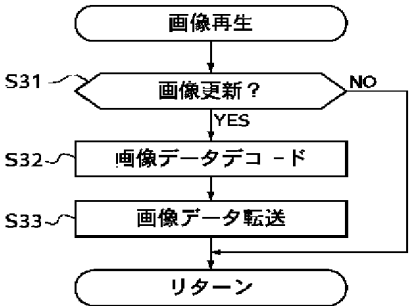 画像再生
S31
画像更新？
NO
YES
S32
画像データデコード
S33
画像データ転送
リターン